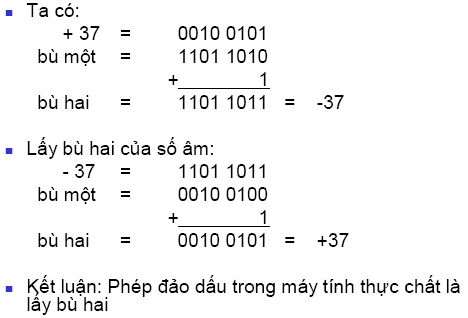 Ta có:
+ 37 = 0010 0101
bù một = 1101 1010
+ 1
bù hai = 1101 1011 = -37
Lấy bù hai của số âm:
- 37 = 1101 1011
bù một = 0010 0100
+ 1
bù hai = 0010 0101 = +37
Kết luận: Phép đảo dấu trong máy tính thực chất là
lấy bù hai